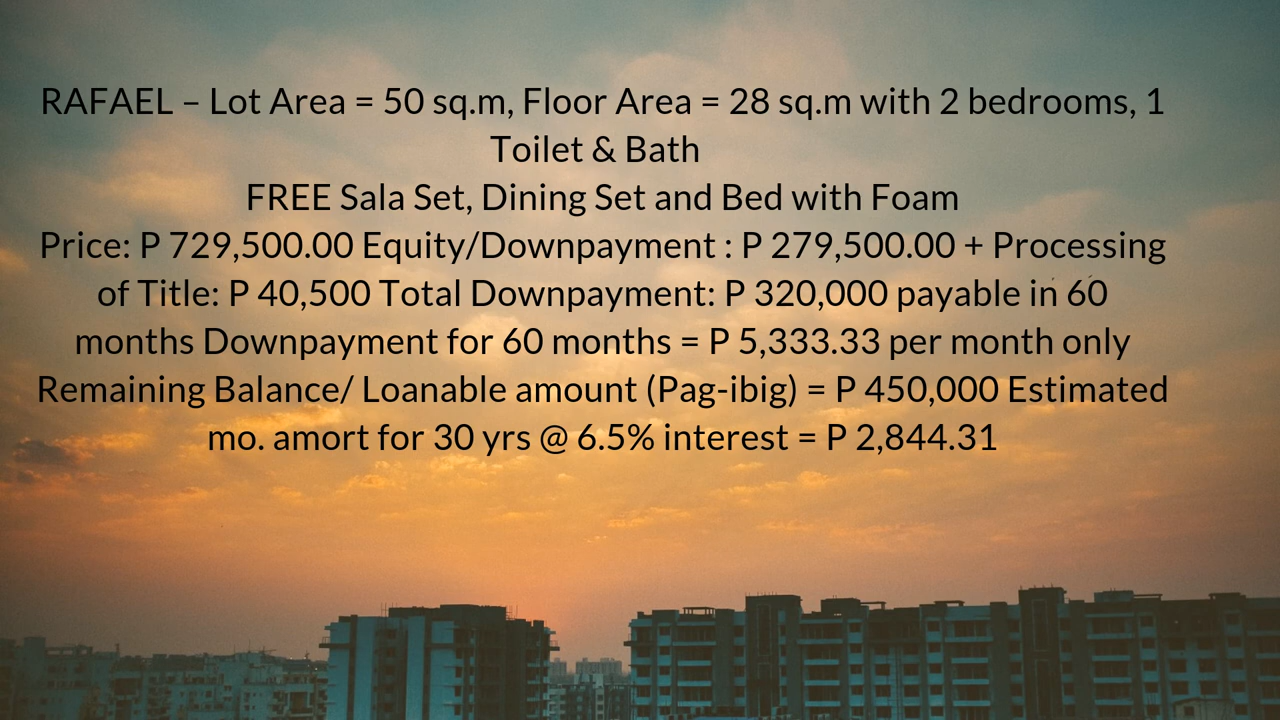 RAFAEL – Lot Area = 50 sq.m, Floor Area = 28 sq.m with 2 bedrooms, 1
Toilet & Bath
FREE Sala Set, Dining Set and Bed with Foam
Price: P 729,500.00 Equity/Downpayment : P 279,500.00 + Processing
of Title: P 40,500 Total Downpayment: P 320,000 payable in 60
months Downpayment for 60 months = P 5,333.33 per month only
Remaining Balance/ Loanable amount (Pag-ibig) = P 450,000 Estimated
mo. amort for 30 yrs @ 6.5% interest = P 2,844.31